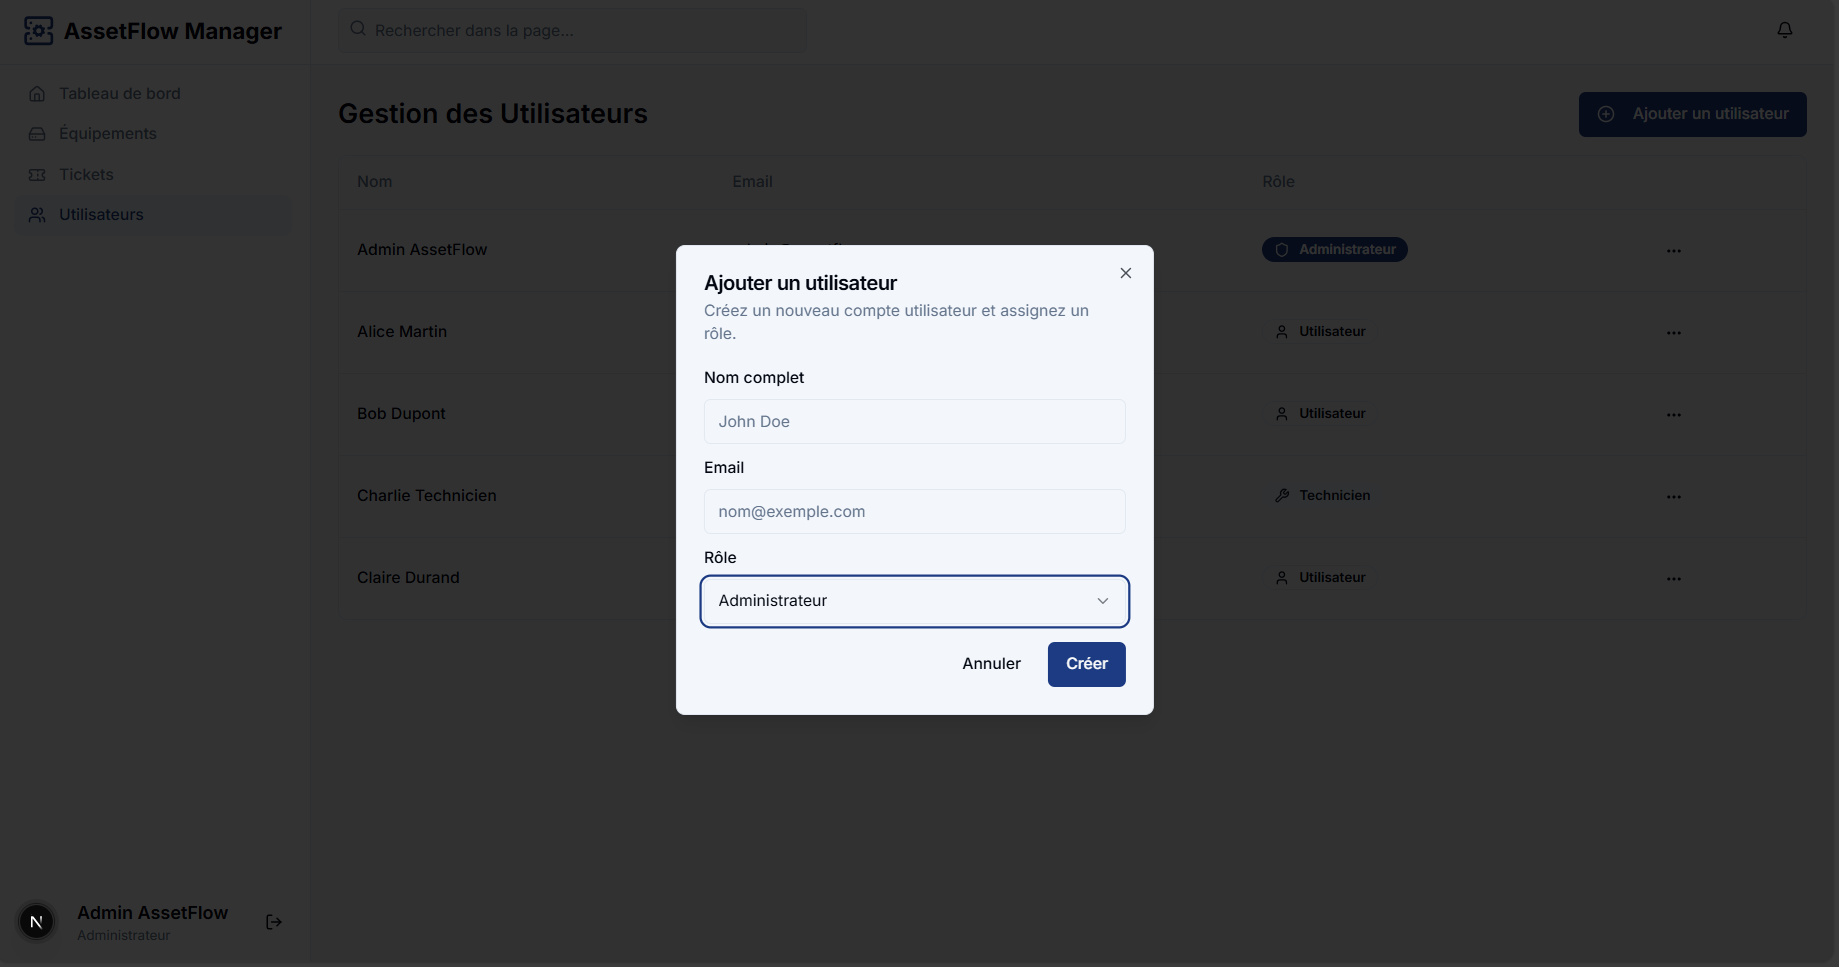 AssetFlow Manager
Rechercher dans la page...
Tableau de bord
Équipements
Tickets
Utilisateurs
Gestion des Utilisateurs
Ajouter un utilisateur
Nom
Email
Rôle
Admin AssetFlow
Administrateur
Alice Martin
Utilisateur
Bob Dupont
Utilisateur
Charlie Technicien
Technicien
Claire Durand
Utilisateur
Ajouter un utilisateur
Créez un nouveau compte utilisateur et assignez un
rôle.
Nom complet
John Doe
Email
nom@exemple.com
Rôle
Administrateur
Annuler
Créer
N
Admin AssetFlow
Administrateur